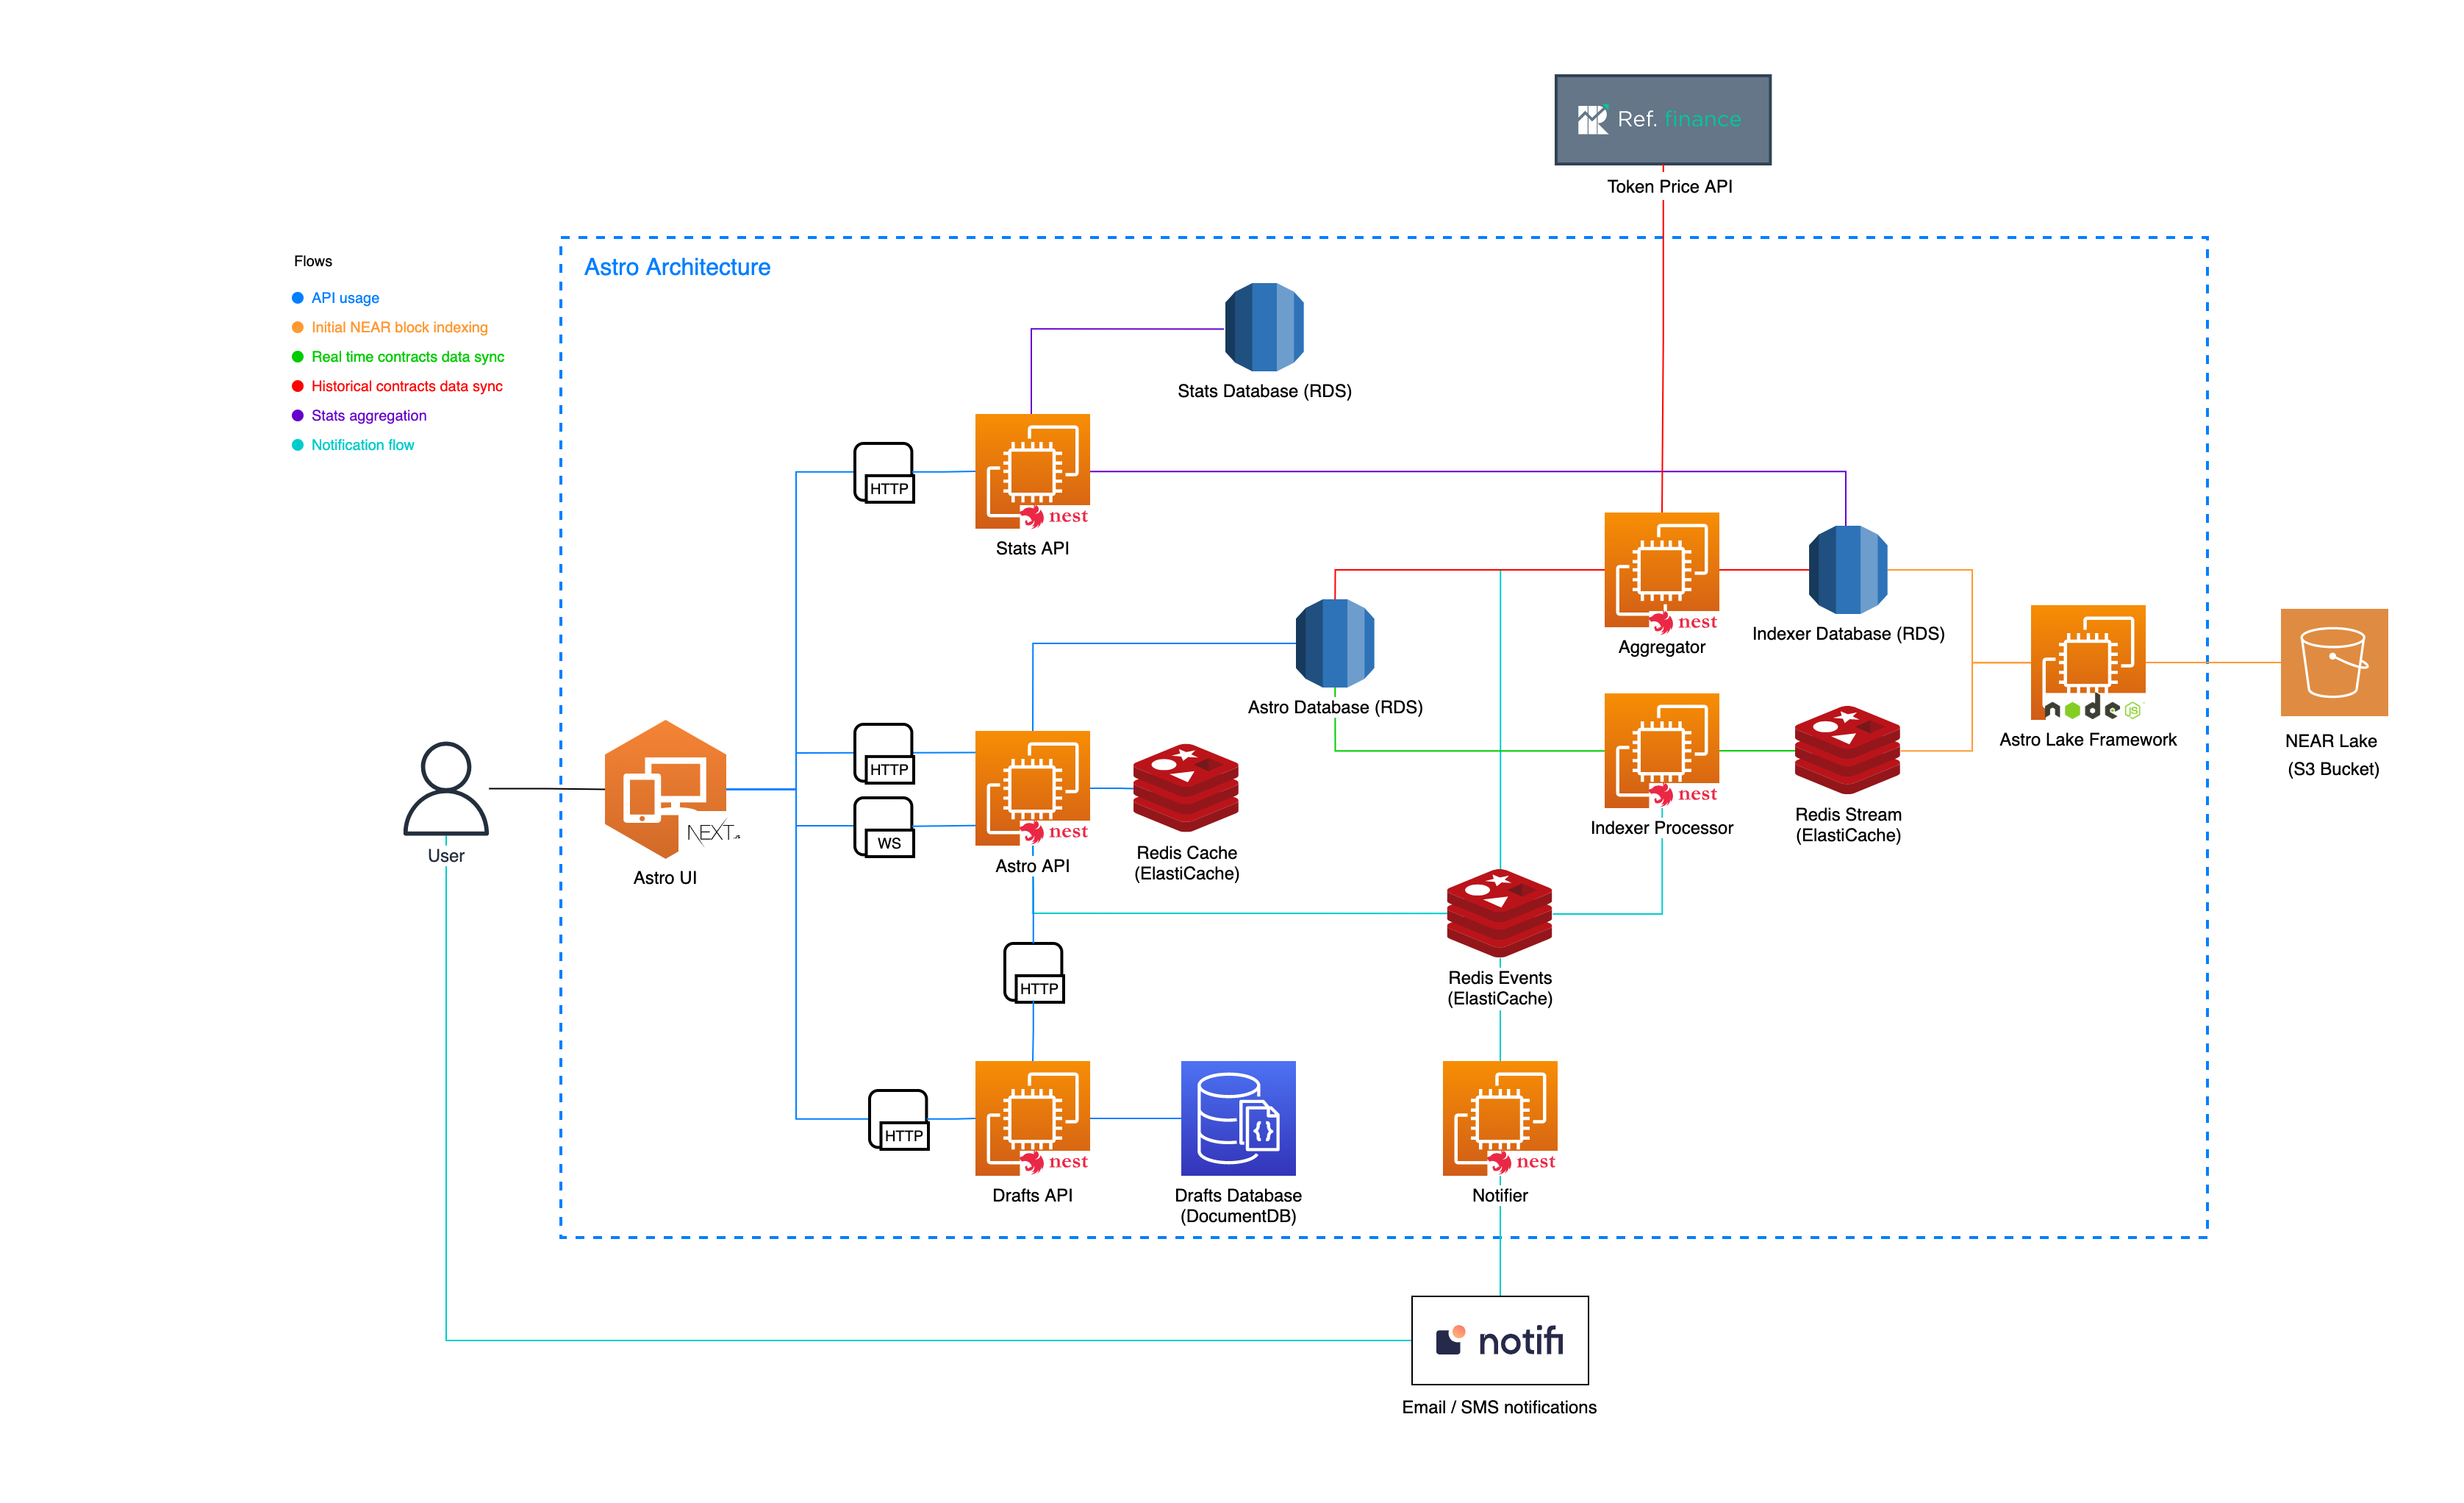 Ref. finance
Token Price API
Flows
API usage
Initial NEAR block indexing
Real time contracts data sync
Historical contracts data sync
Stats aggregation
Notification flow
Astro Architecture
Stats Database (RDS)
HTTP
nest
Stats API
nest
Aggregator
Indexer Database (RDS)
Astro Database (RDS)
node
JS
Astro Lake Framework
NEAR Lake
(S3 Bucket)
HTTP
WS
nest
Astro API
Redis Cache
(ElastiCache)
nest
Indexer Processor
Redis Stream
(ElastiCache)
User
NEXT.JS
Astro UI
HTTP
Redis Events
(ElastiCache)
HTTP
nest
Drafts API
Drafts Database
(DocumentDB)
nest
Notifier
notifi
Email / SMS notifications